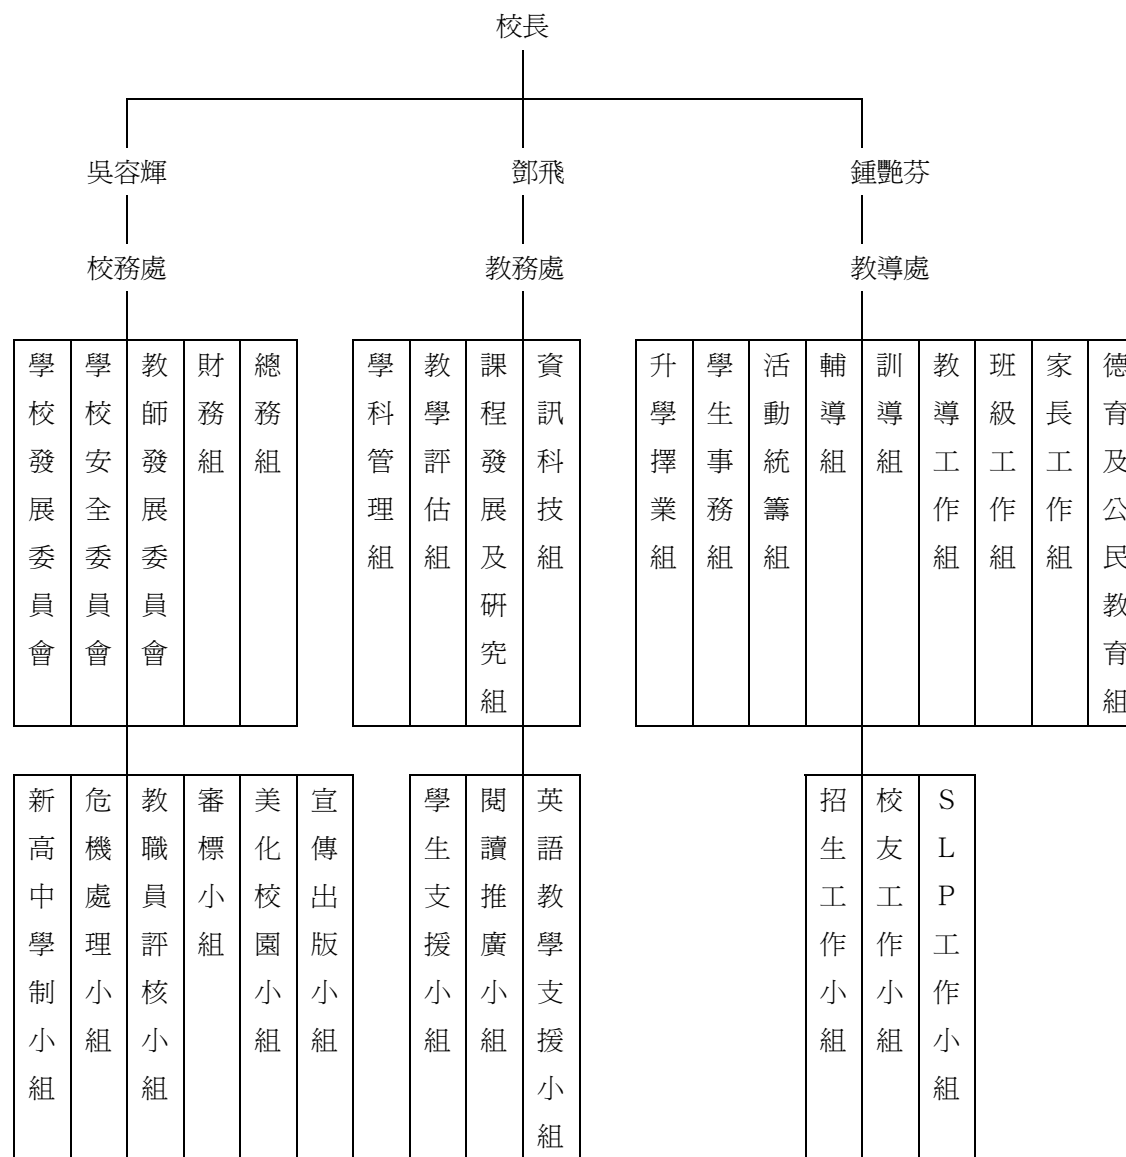 校長
吳容輝
鄧飛
鍾艷芬
校務處
教務處
教導處
學校發展委員會
學校安全委員會
教師發展委員會
財務組
總務組
學科管理組
教學評估組
課程發展及研究組
資訊科技組
升學擇業組
學生事務組
活動統籌組
輔導組
訓導組
教導工作組
班級工作組
家長工作組
德育及公民教育組
新高中學制小組
危機處理小組
教職員評核小組
審標小組
美化校園小組
宣傳出版小組
學生支援小組
閱讀推廣小組
英語教學支援小組
招生工作小組
校友工作小組
SLP工作小組